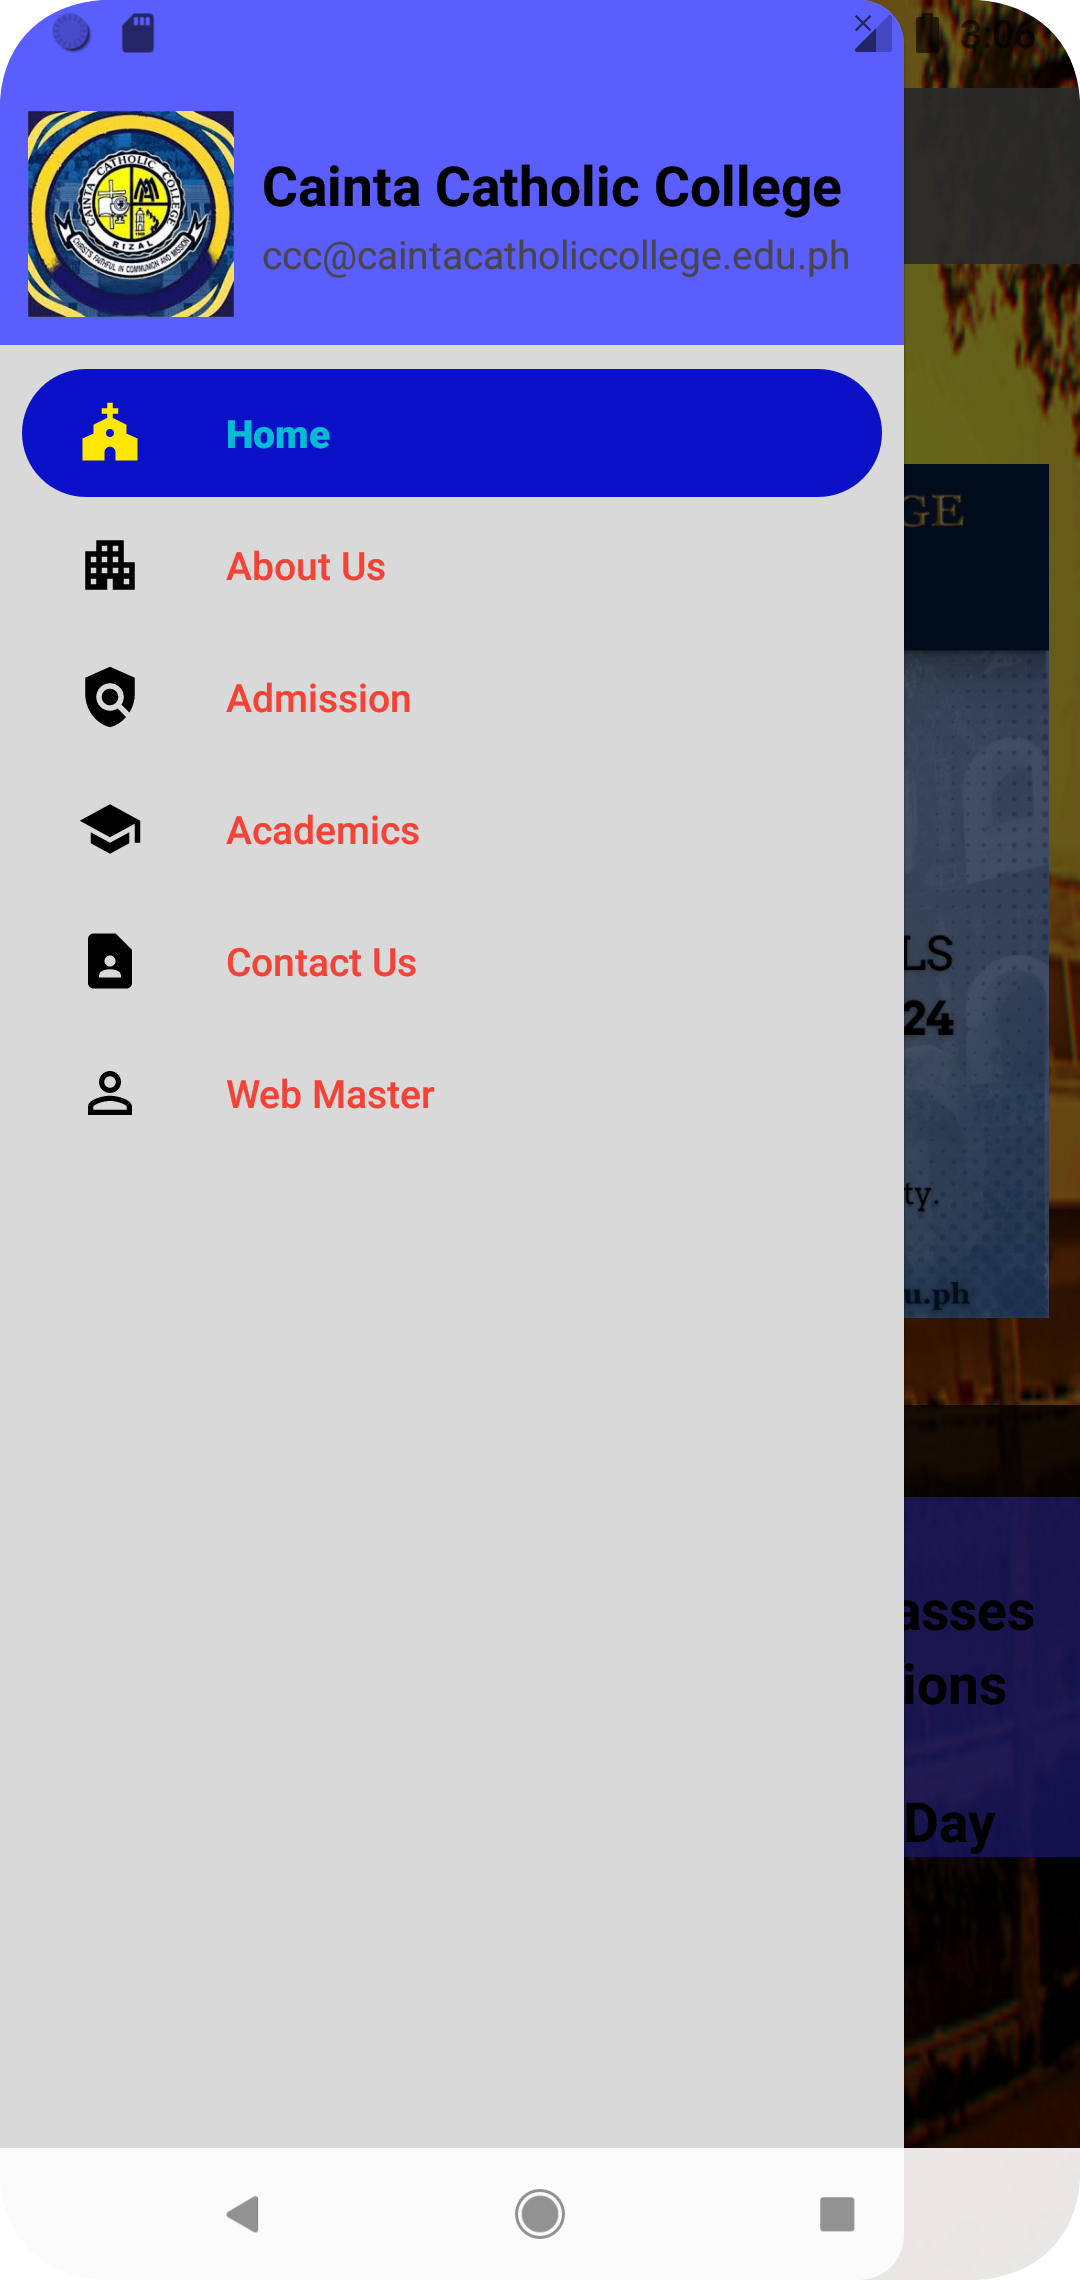 3:06
CAINTA CATHOLIC COLLEGE
RIZAL
CHRIST'S FAITHFUL IN COMMUNION AND MISSION
Cainta Catholic College
ccc@caintacatholiccollege.edu.ph
Home
About Us
Admission
Academics
Contact Us
Web Master
GE
LS
24
ty.
u.ph
asses
ions
Day